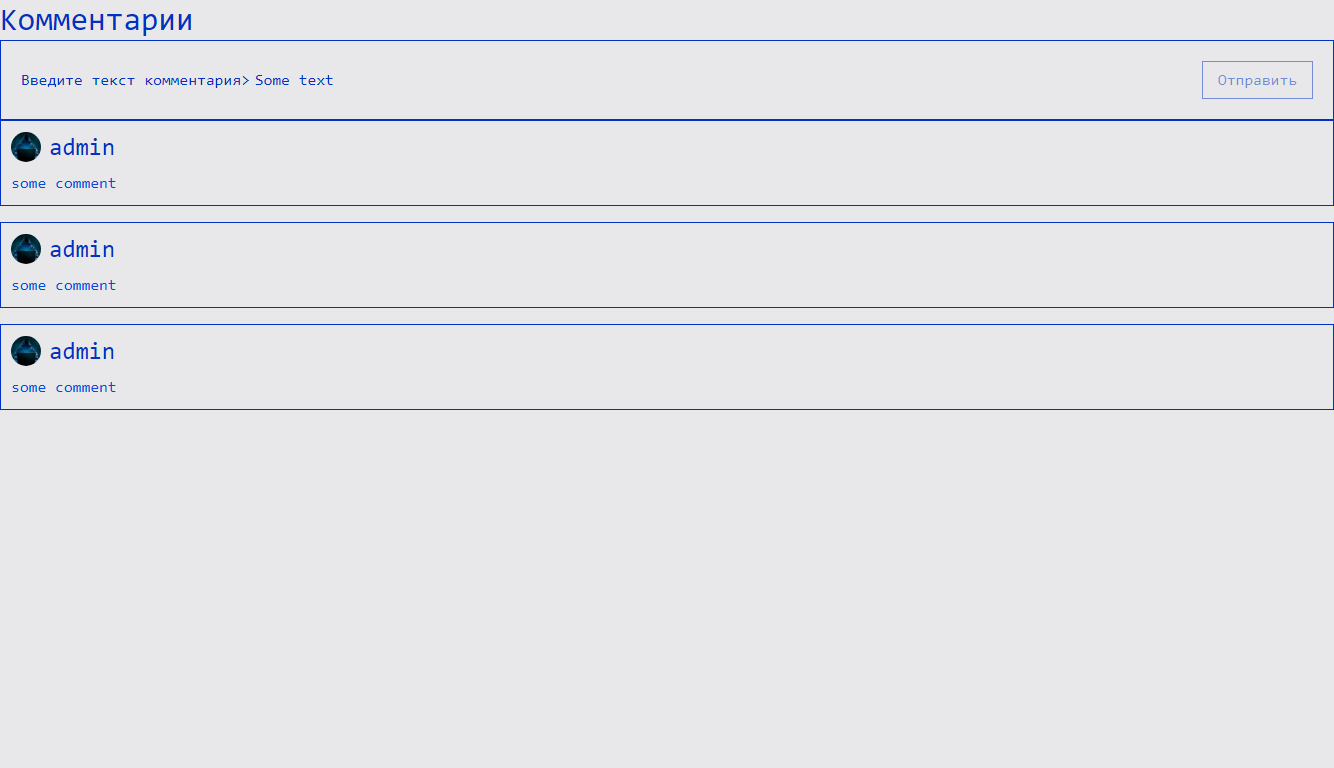 Комментарии
Введите текст комментария> Some text
Отправить
admin
some comment
admin
some comment
admin
some comment